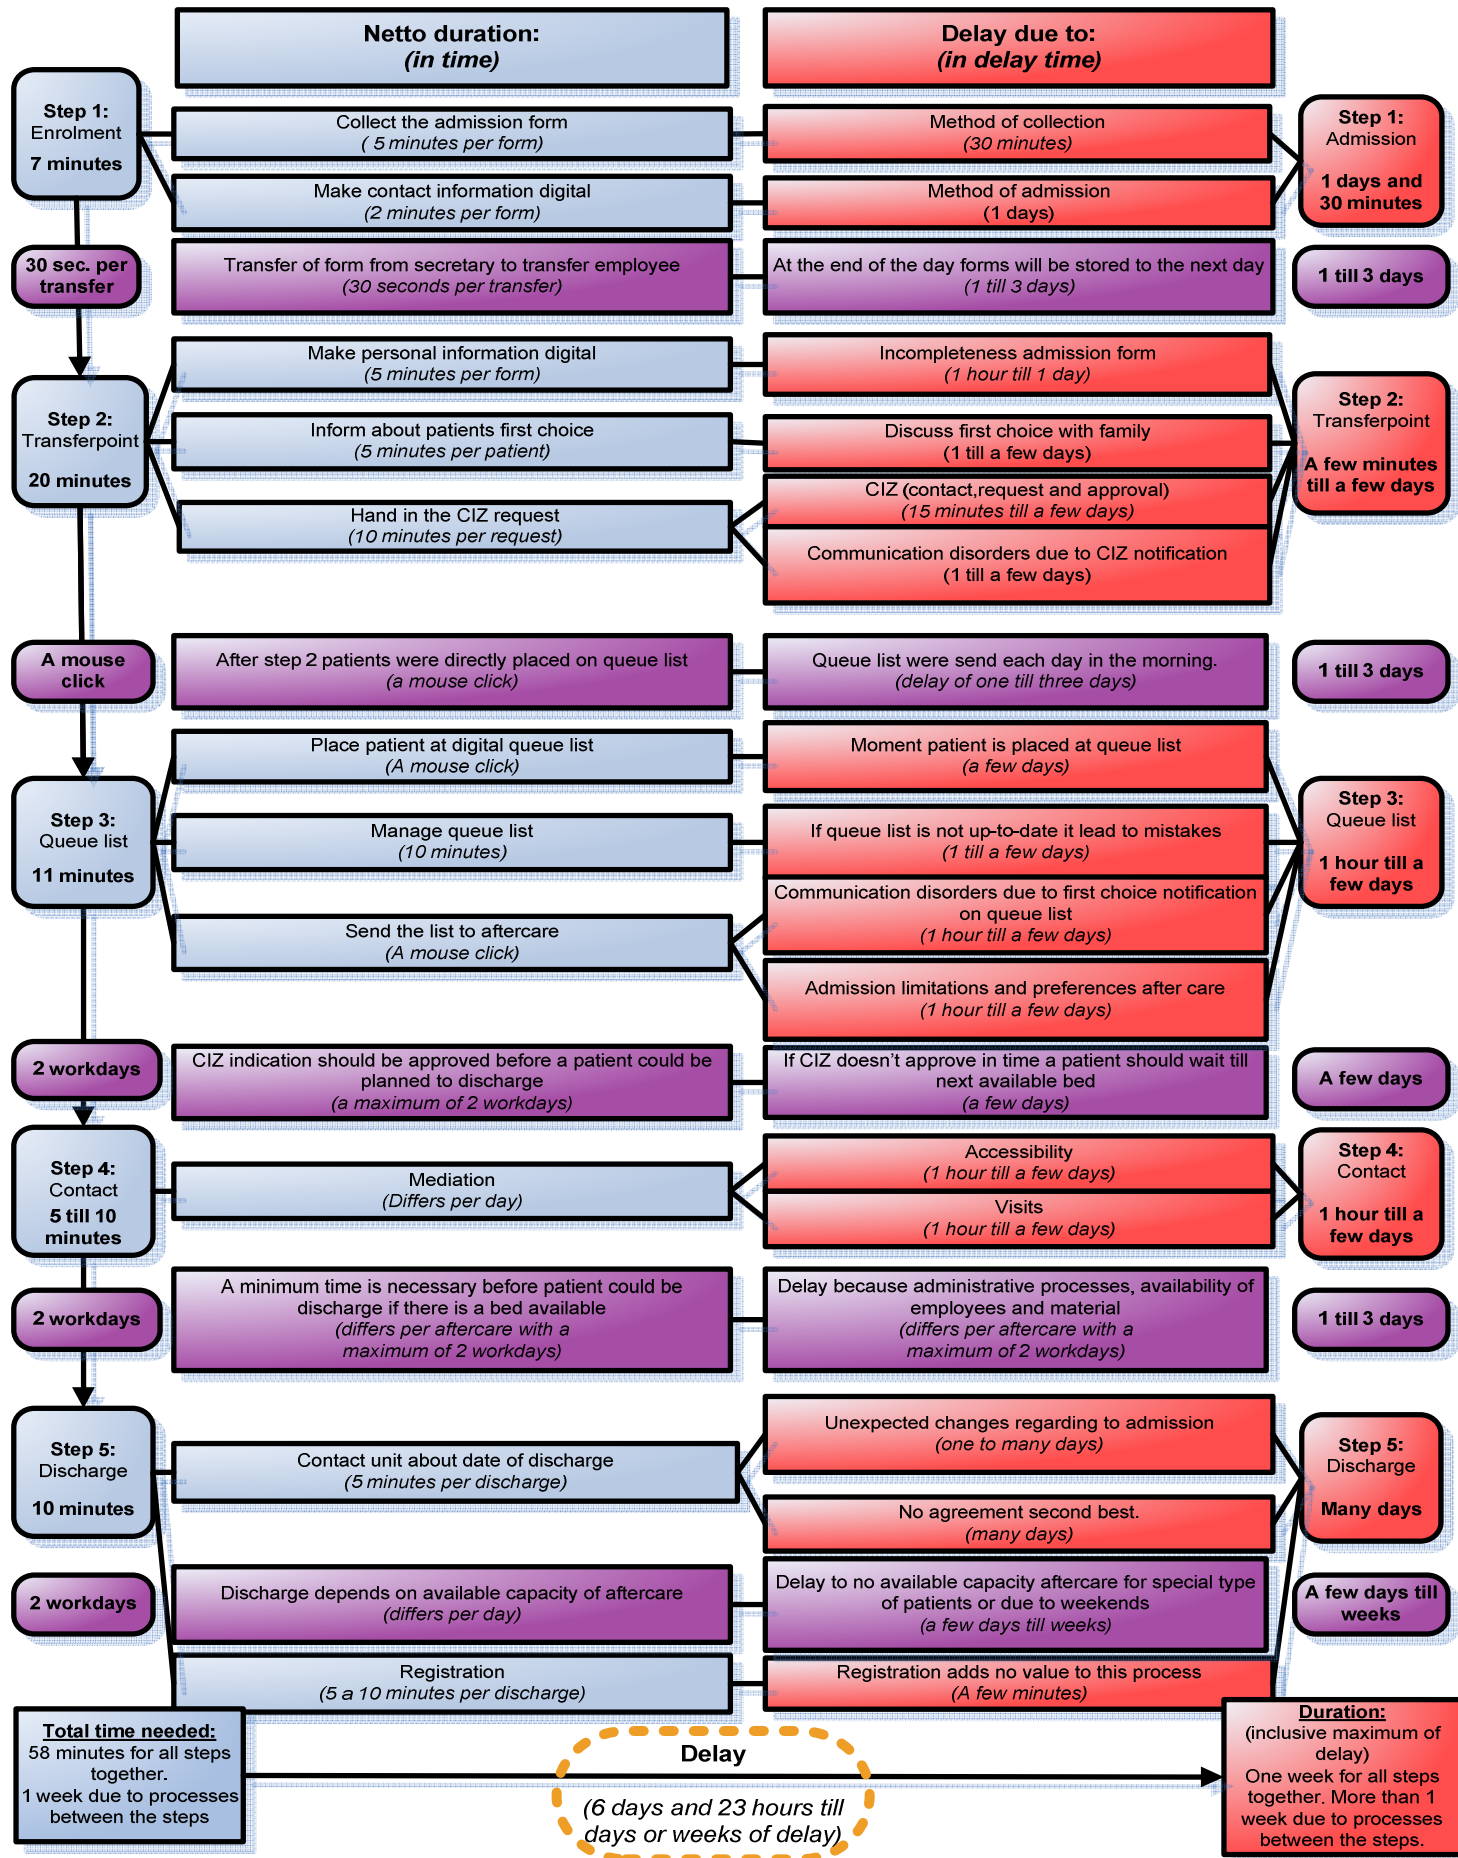 Netto duration:
(in time)
Delay due to:
(in delay time)
Step 1:
Enrolment
7 minutes
Collect the admission form
( 5 minutes per form)
Method of collection
(30 minutes)
Step 1:
Admission
1 days and
30 minutes
Make contact information digital
(2 minutes per form)
Method of admission
(1 days)
30 sec. per
transfer
Transfer of form from secretary to transfer employee
(30 seconds per transfer)
At the end of the day forms will be stored to the next day
(1 till 3 days)
1 till 3 days
Make personal information digital
(5 minutes per form)
Incompleteness admission form
(1 hour till 1 day)
Step 2:
Transferpoint
20 minutes
Inform about patients first choice
(5 minutes per patient)
Discuss first choice with family
(1 till a few days)
Step 2:
Transferpoint
A few minutes
till a few days
Hand in the CIZ request
(10 minutes per request)
CIZ (contact,request and approval)
(15 minutes till a few days)
Communication disorders due to CIZ notification
(1 till a few days)
A mouse
click
After step 2 patients were directly placed on queue list
(a mouse click)
Queue list were send each day in the morning.
(delay of one till three days)
1 till 3 days
Place patient at digital queue list
(A mouse click)
Moment patient is placed at queue list
(a few days)
Step 3:
Queue list
11 minutes
Manage queue list
(10 minutes)
If queue list is not up-to-date it lead to mistakes
(1 till a few days)
Step 3:
Queue list
1 hour till a
few days
Send the list to aftercare
(A mouse click)
Communication disorders due to first choice notification
on queue list
(1 hour till a few days)
Admission limitations and preferences after care
(1 hour till a few days)
2 workdays
CIZ indication should be approved before a patient could be
planned to discharge
(a maximum of 2 workdays)
If CIZ doesn't approve in time a patient should wait till
next available bed
(a few days)
A few days
Step 4:
Contact
5 till 10
minutes
Mediation
(Differs per day)
Accessibility
(1 hour till a few days)
Visits
(1 hour till a few days)
Step 4:
Contact
1 hour till a
few days
2 workdays
A minimum time is necessary before patient could be
discharge if there is a bed available
(differs per aftercare with a
maximum of 2 workdays)
Delay because administrative processes, availability of
employees and material
(differs per aftercare with a
maximum of 2 workdays)
1 till 3 days
Step 5:
Discharge
10 minutes
Contact unit about date of discharge
(5 minutes per discharge)
Unexpected changes regarding to admission
(one to many days)
No agreement second best.
(many days)
Step 5:
Discharge
Many days
2 workdays
Discharge depends on available capacity of aftercare
(differs per day)
Delay to no available capacity aftercare for special type
of patients or due to weekends
(a few days till weeks)
A few days till
weeks
Registration
(5 a 10 minutes per discharge)
Registration adds no value to this process
(A few minutes)
Total time needed:
58 minutes for all steps
together.
1 week due to processes
between the steps
Delay
(6 days and 23 hours till
days or weeks of delay)
Duration:
(inclusive maximum of
delay)
One week for all steps
together. More than 1
week due to processes
between the steps.